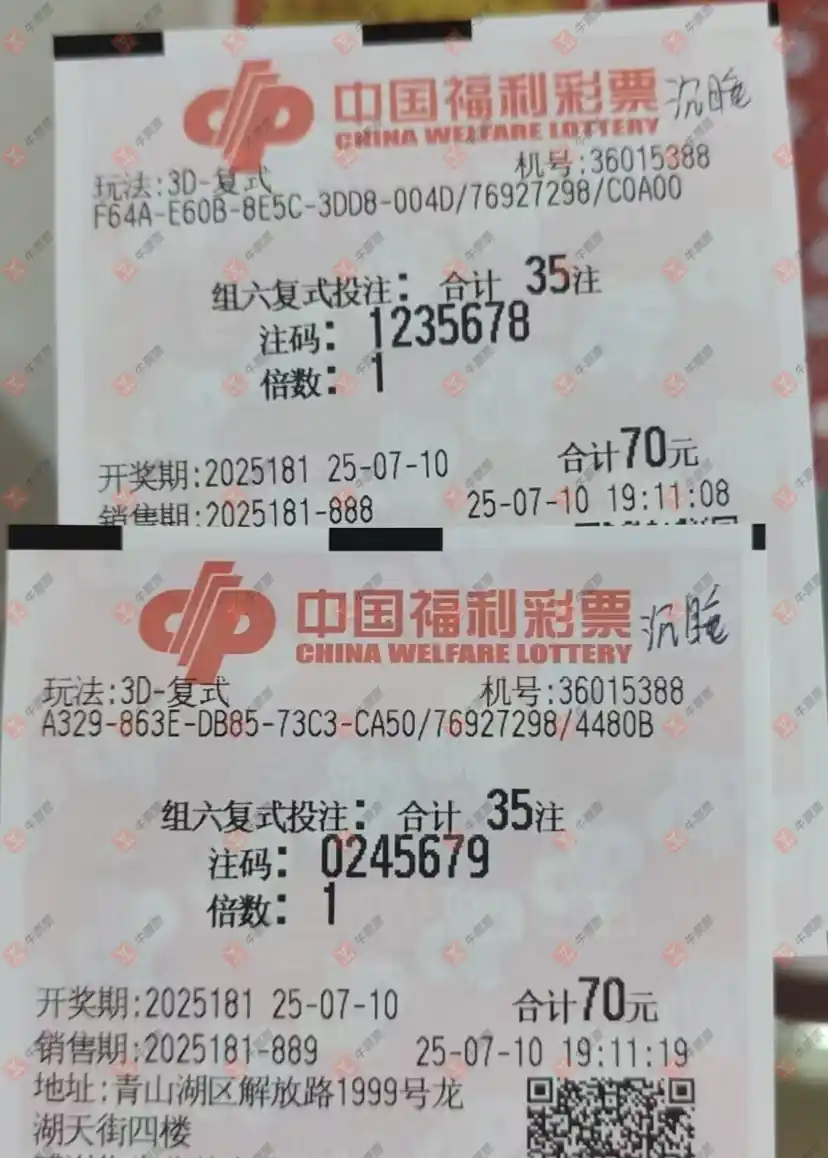 中国福利彩票 沉睡
CHINA WELFARE LOTTERY
玩法:3D-复式 机号:36015388
F64A-E60B-8E5C-3DD8-004D/76927298/C0A00
组六复式投注: 合计 35注
注码: 1235678
倍数: 1
开奖期:2025181 25-07-10 合计70元
销售期:2025181-888 25-07-10 19:11:08
中国福利彩票 沉睡
CHINA WELFARE LOTTERY
玩法:3D-复式 机号:36015388
A329-863E-DB85-73C3-CA50/76927298/4480B
组六复式投注: 合计 35注
注码: 0245679
倍数: 1
开奖期:2025181 25-07-10 合计70元
销售期:2025181-889 25-07-10 19:11:19
地址:青山湖区解放路1999号龙
湖天街四楼